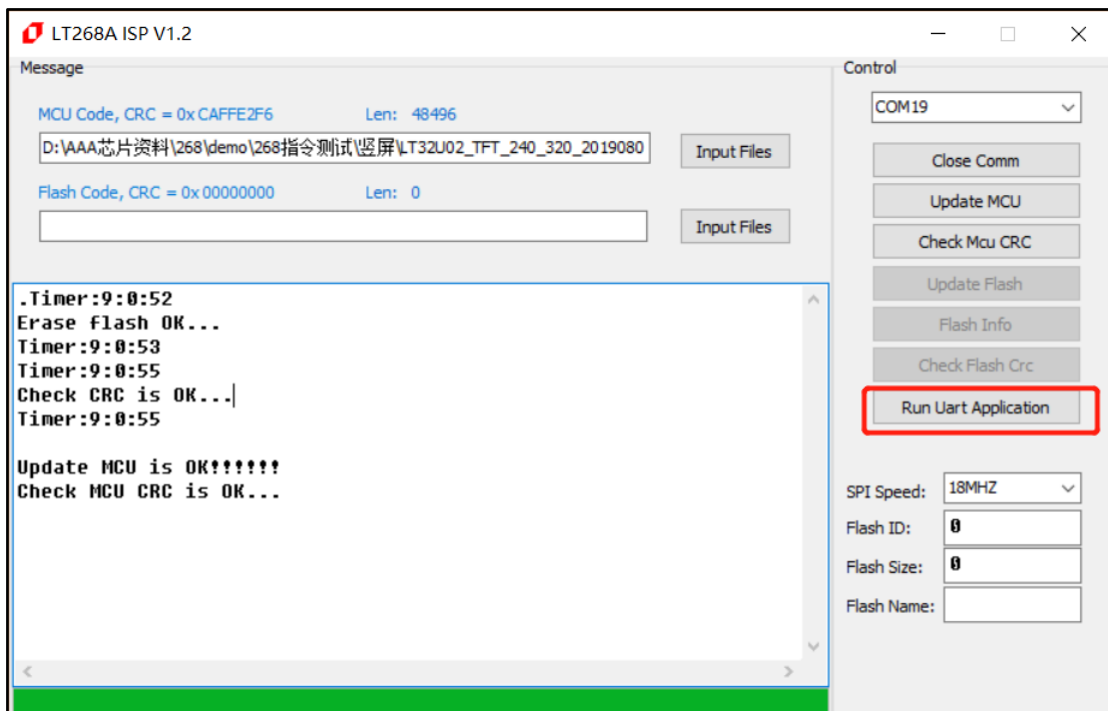 LT268A ISP V1.2
Message
MCU Code, CRC = 0x CAFFE2F6 Len: 48496
D:\AAA芯片资料\268\demo\268指令测试\竖屏\LT32U02_TFT_240_320_2019080
Input Files
Flash Code, CRC = 0x 00000000 Len: 0
Input Files
.Timer:9:0:52
Erase flash OK...
Timer:9:0:53
Timer:9:0:55
Check CRC is OK...
Timer:9:0:55
Update MCU is OK!!!!!!
Check MCU CRC is OK...
Control
COM19
Close Comm
Update MCU
Check Mcu CRC
Update Flash
Flash Info
Check Flash Crc
Run Uart Application
SPI Speed: 18MHZ
Flash ID: 0
Flash Size: 0
Flash Name: